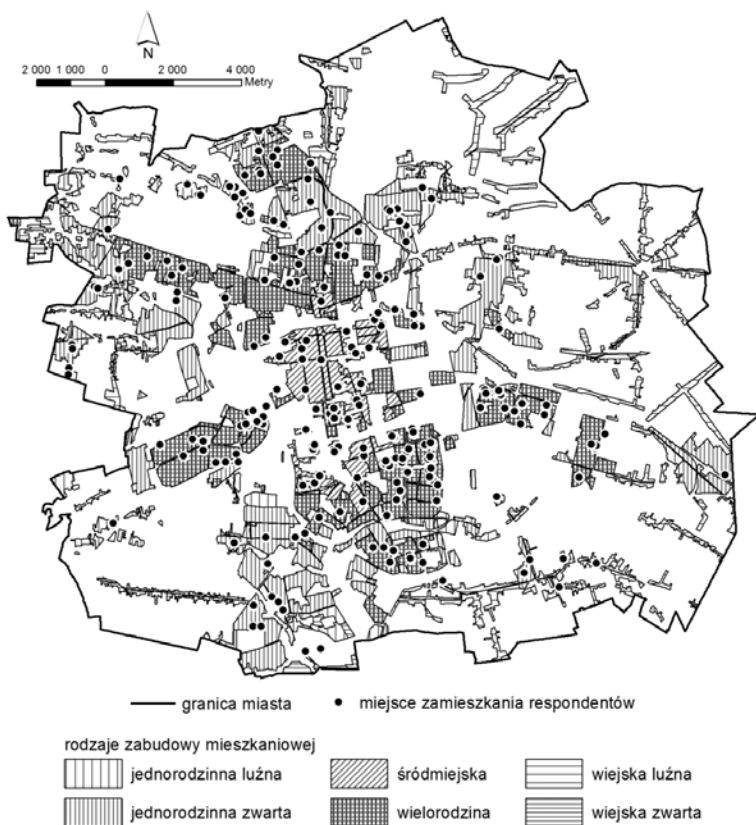 N
2 000 1 000 0 2 000 4 000
Metry
granica miasta miejsce zamieszkania respondentów
rodzaje zabudowy mieszkaniowej
jednorodzinna luźna śródmiejska wiejska luźna
jednorodzinna zwarta wielorodzina wiejska zwarta